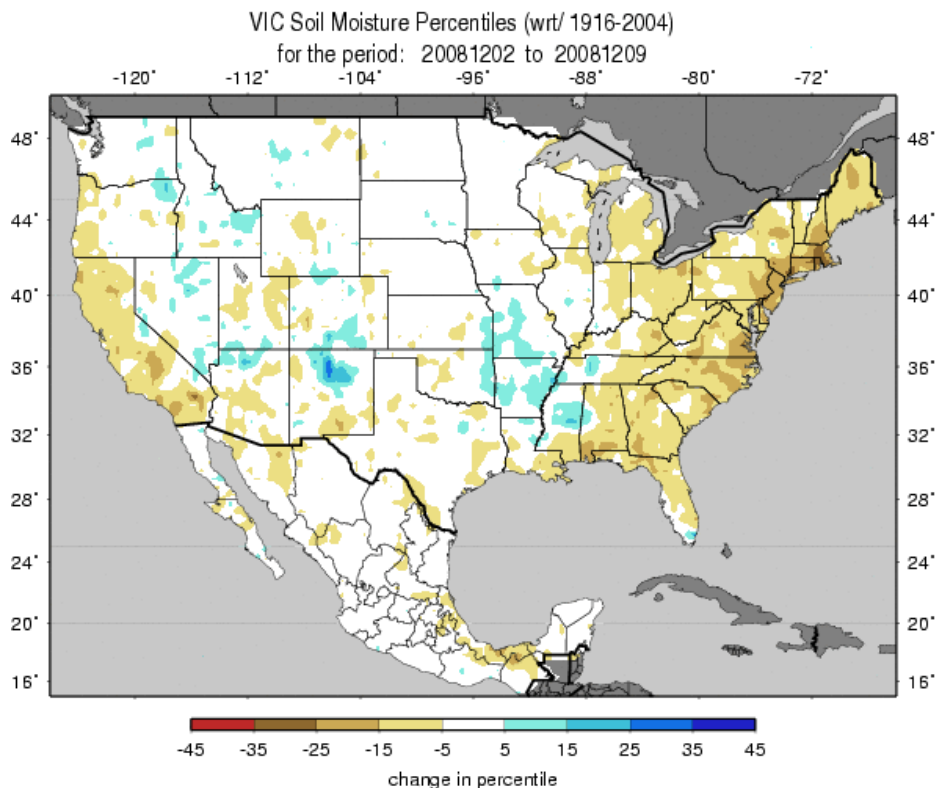 VIC Soil Moisture Percentiles (wrt/ 1916-2004)
for the period: 20081202 to 20081209
-120° -112° -104° -96° -88° -80° -72°
48° 48°
44° 44°
40° 40°
36° 36°
32° 32°
28° 28°
24° 24°
20° 20°
16° 16°
-45 -35 -25 -15 -5 5 15 25 35 45
change in percentile